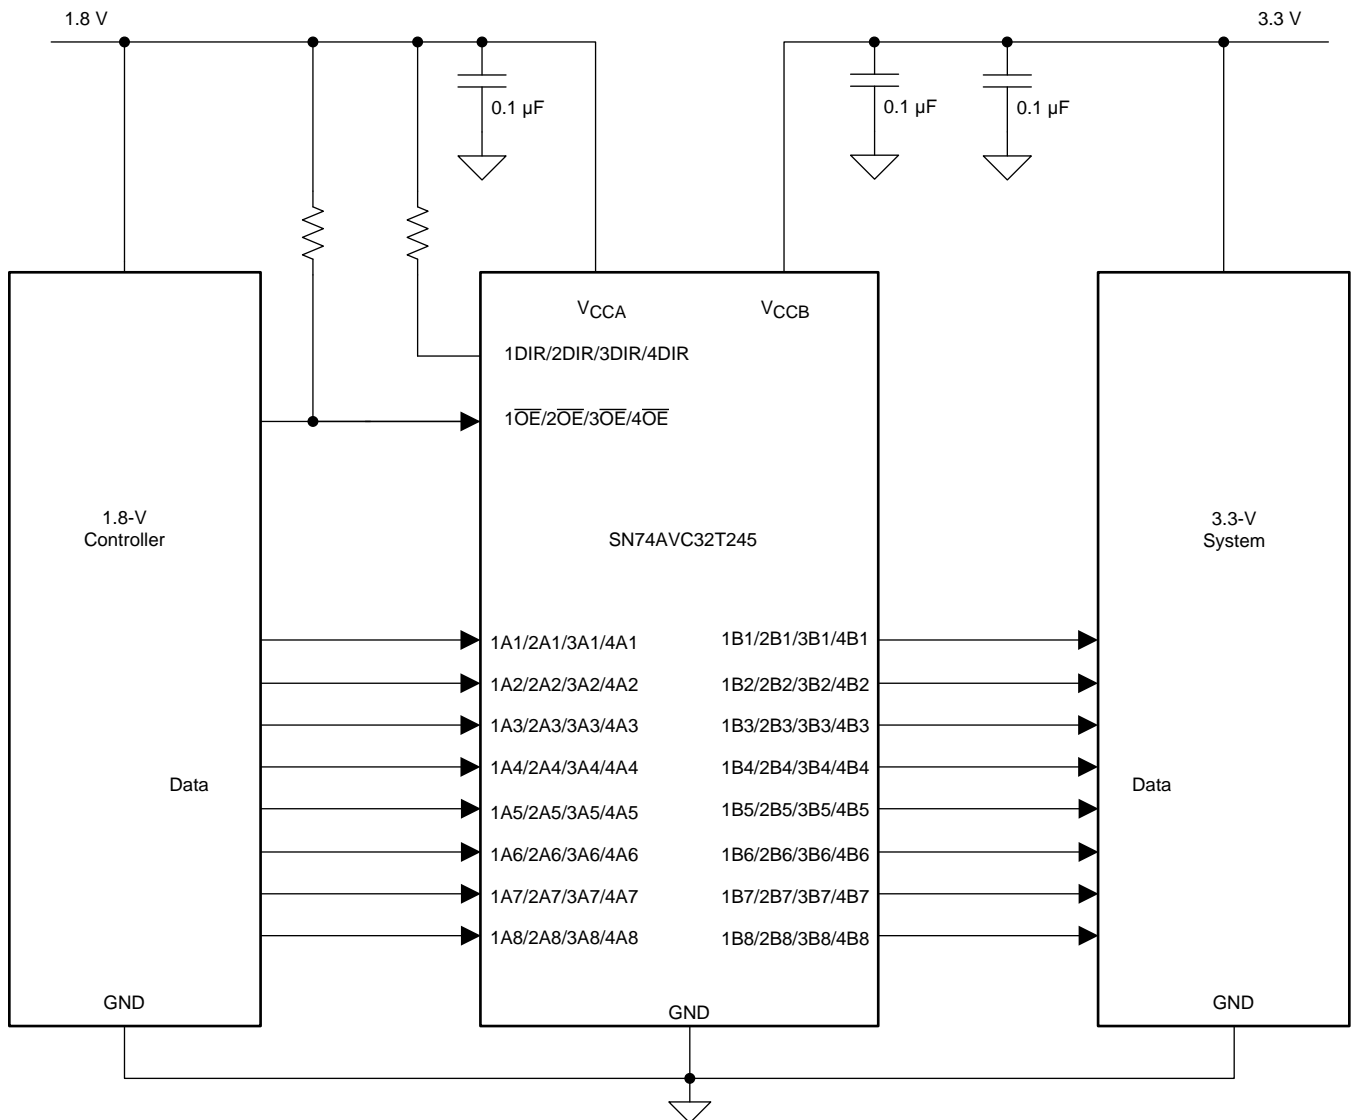 1.8 V
3.3 V
0.1 µF
0.1 µF
0.1 µF
VCCA
VCCB
1DIR/2DIR/3DIR/4DIR
1O̅E̅/2O̅E̅/3O̅E̅/4O̅E̅
1.8-V
Controller
SN74AVC32T245
3.3-V
System
1A1/2A1/3A1/4A1
1B1/2B1/3B1/4B1
1A2/2A2/3A2/4A2
1B2/2B2/3B2/4B2
1A3/2A3/3A3/4A3
1B3/2B3/3B3/4B3
1A4/2A4/3A4/4A4
1B4/2B4/3B4/4B4
Data
Data
1A5/2A5/3A5/4A5
1B5/2B5/3B5/4B5
1A6/2A6/3A6/4A6
1B6/2B6/3B6/4B6
1A7/2A7/3A7/4A7
1B7/2B7/3B7/4B7
1A8/2A8/3A8/4A8
1B8/2B8/3B8/4B8
GND
GND
GND